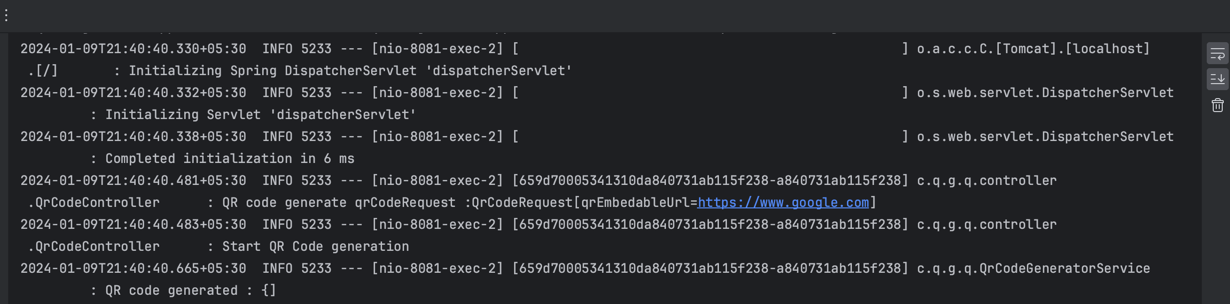 2024-01-09T21:40:40.330+05:30  INFO 5233 --- [nio-8081-exec-2] [                                                 ] o.a.c.c.C.[Tomcat].[localhost]
 .[/]       : Initializing Spring DispatcherServlet 'dispatcherServlet'
2024-01-09T21:40:40.332+05:30  INFO 5233 --- [nio-8081-exec-2] [                                                 ] o.s.web.servlet.DispatcherServlet
         : Initializing Servlet 'dispatcherServlet'
2024-01-09T21:40:40.338+05:30  INFO 5233 --- [nio-8081-exec-2] [                                                 ] o.s.web.servlet.DispatcherServlet
         : Completed initialization in 6 ms
2024-01-09T21:40:40.481+05:30  INFO 5233 --- [nio-8081-exec-2] [659d70005341310da840731ab115f238-a840731ab115f238] c.q.g.q.controller
 .QrCodeController      : QR code generate qrCodeRequest :QrCodeRequest[qrEmbedableUrl=https://www.google.com]
2024-01-09T21:40:40.483+05:30  INFO 5233 --- [nio-8081-exec-2] [659d70005341310da840731ab115f238-a840731ab115f238] c.q.g.q.controller
 .QrCodeController      : Start QR Code generation
2024-01-09T21:40:40.665+05:30  INFO 5233 --- [nio-8081-exec-2] [659d70005341310da840731ab115f238-a840731ab115f238] c.q.g.q.QrCodeGeneratorService
         : QR code generated : {}